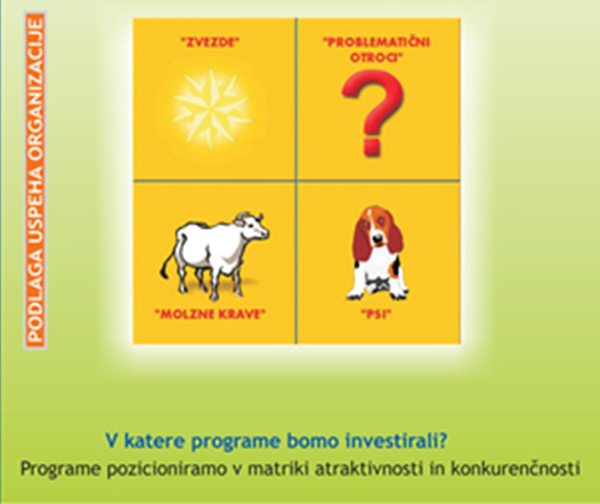 PODLAGA USPEHA ORGANIZACIJE
"ZVEZDE"
"PROBLEMATIČNI
OTROCI"
?
"MOLZNE KRAVE"
"PSI"
V katere programe bomo investirali?
Programe pozicioniramo v matriki atraktivnosti in konkurenčnosti